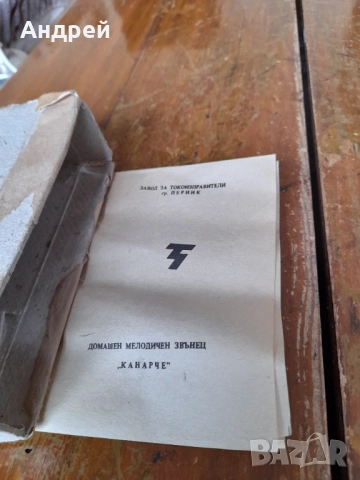 Андрей
ЗАВОД ЗА ТОКОИЗПРАВИТЕЛИ
гр. ПЕРНИК
ДОМАШЕН МЕЛОДИЧЕН ЗВЪНЕЦ
„КАНАРЧЕ"
BAZAR